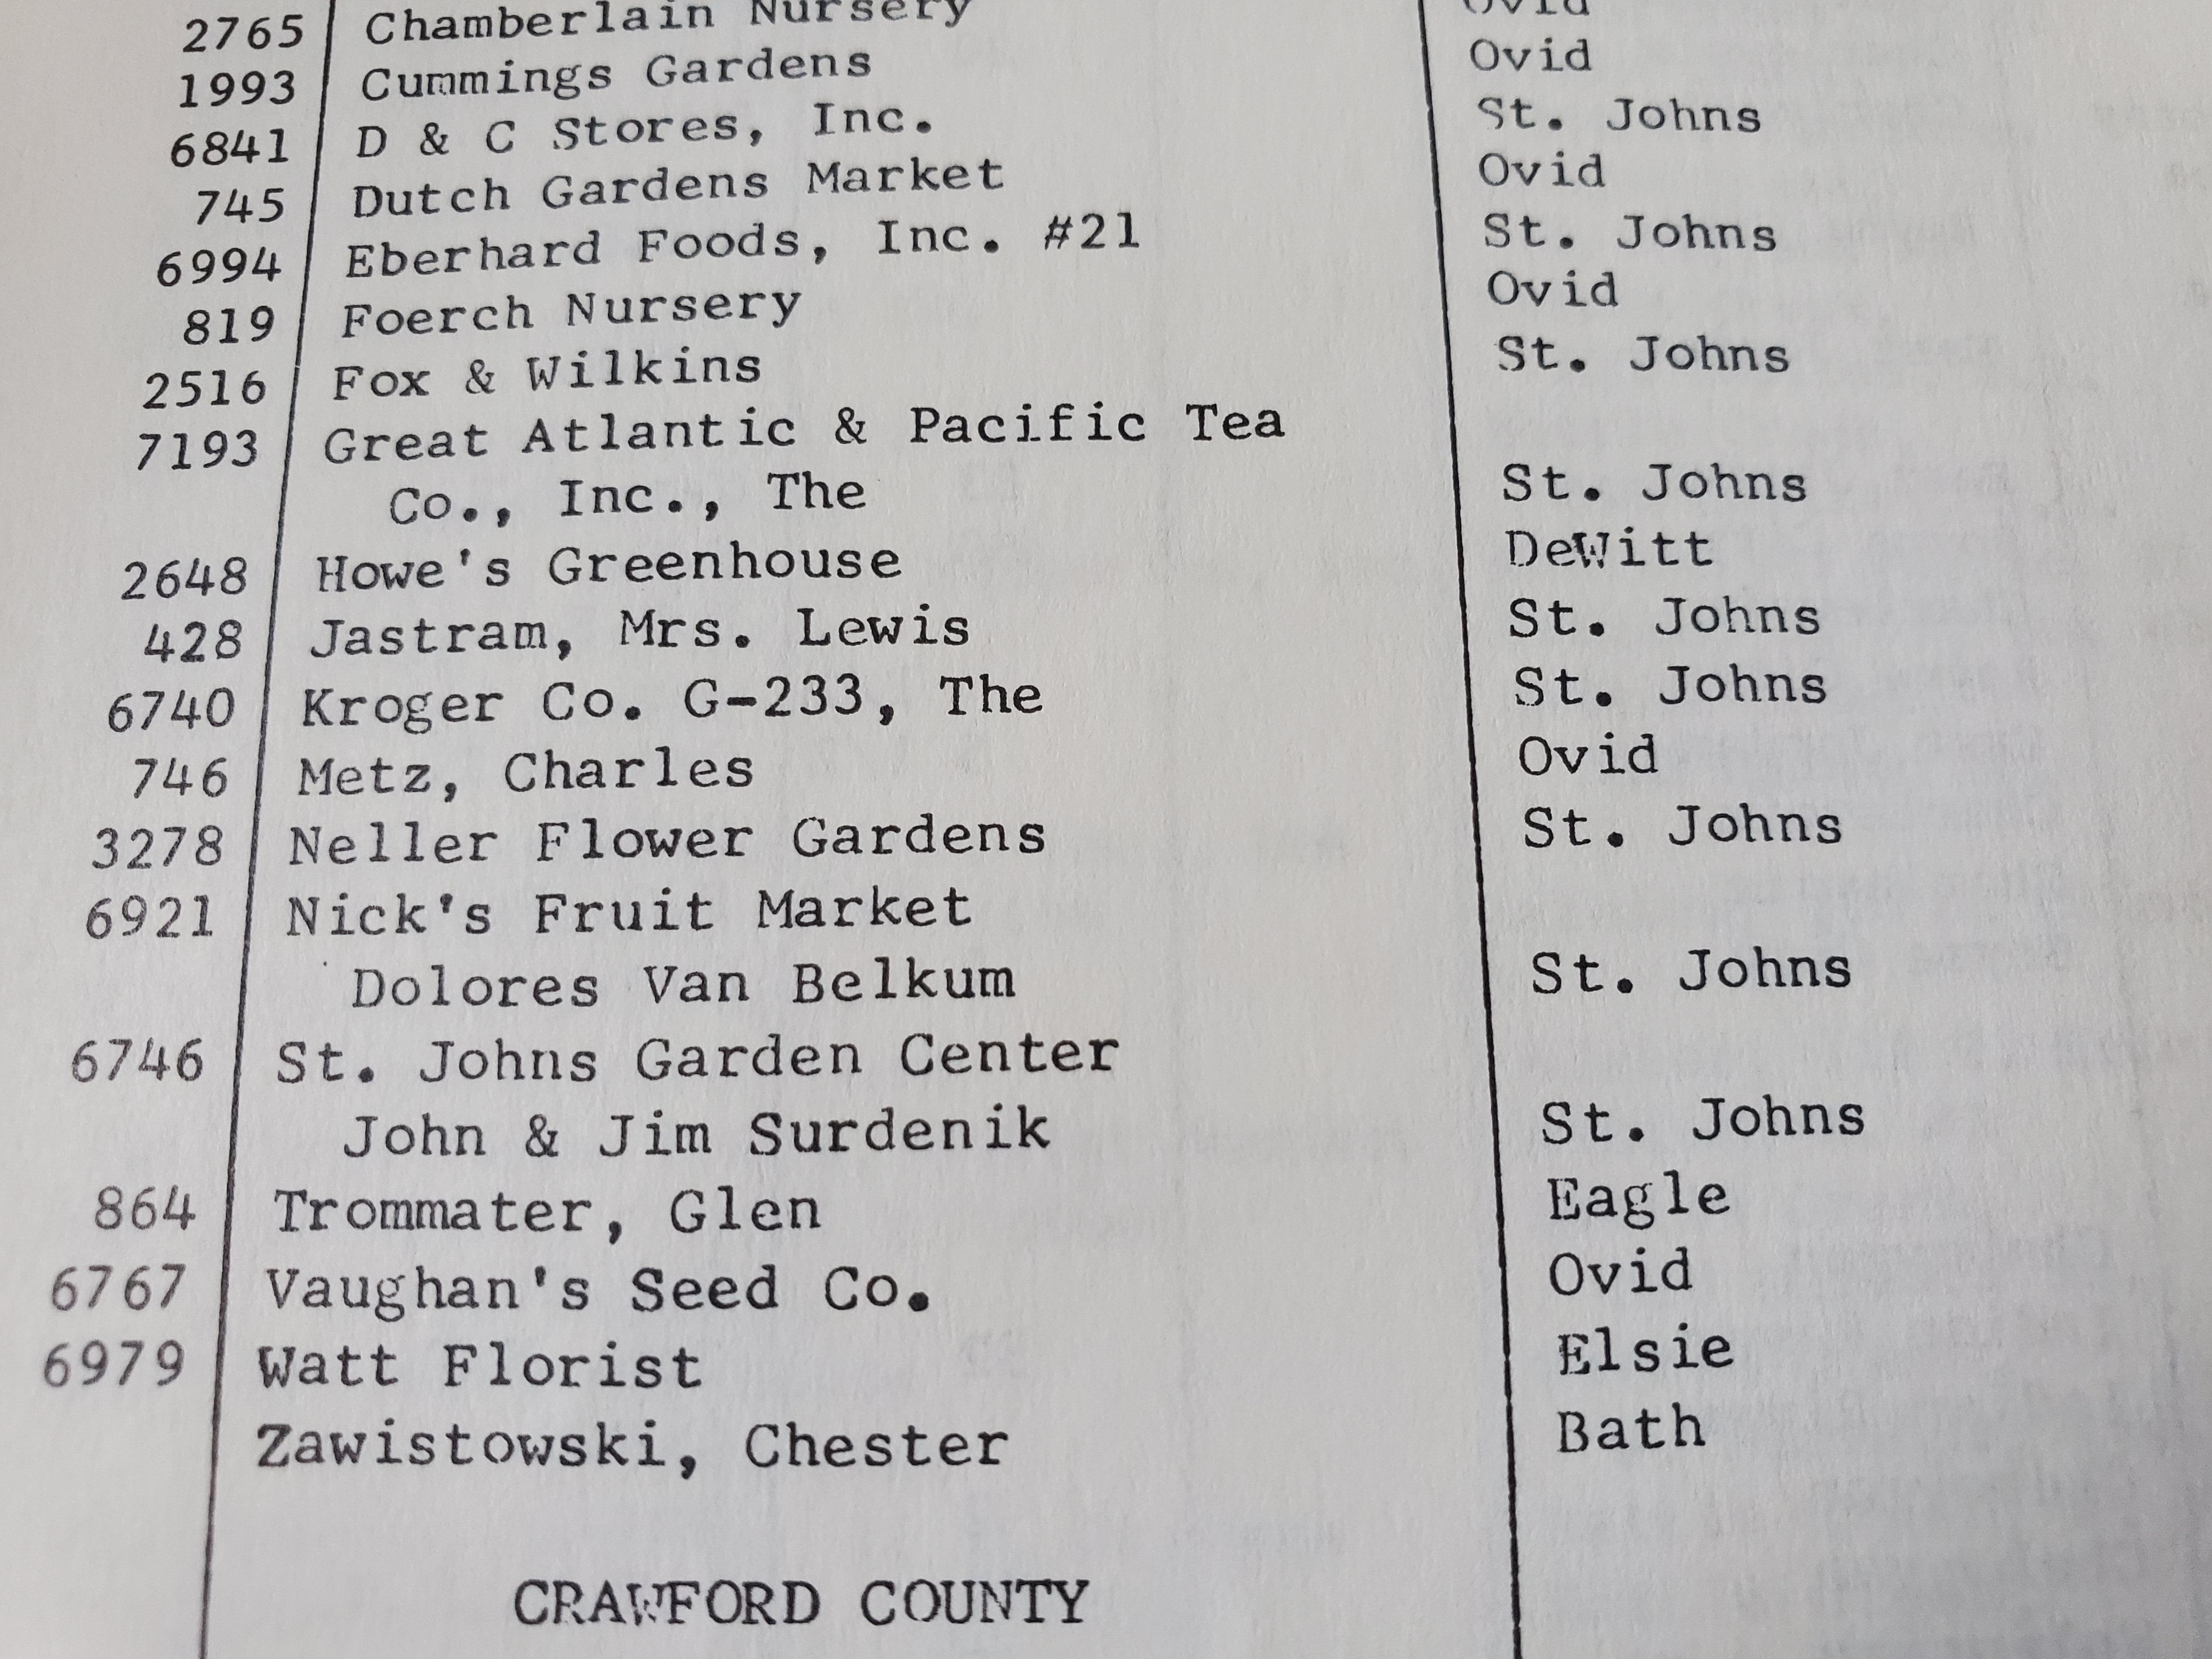 2765 Chamberlain Nursery Ovid
1993 Cummings Gardens Ovid
6841 D & C Stores, Inc. St. Johns
745 Dutch Gardens Market Ovid
6994 Eberhard Foods, Inc. #21 St. Johns
819 Foerch Nursery Ovid
2516 Fox & Wilkins St. Johns
7193 Great Atlantic & Pacific Tea
Co., Inc., The St. Johns
2648 Howe's Greenhouse DeWitt
428 Jastram, Mrs. Lewis St. Johns
6740 Kroger Co. G-233, The St. Johns
746 Metz, Charles Ovid
3278 Neller Flower Gardens St. Johns
6921 Nick's Fruit Market
Dolores Van Belkum St. Johns
6746 St. Johns Garden Center
John & Jim Surdenik St. Johns
864 Trommater, Glen Eagle
6767 Vaughan's Seed Co. Ovid
6979 Watt Florist Elsie
Zawistowski, Chester Bath
CRAWFORD COUNTY